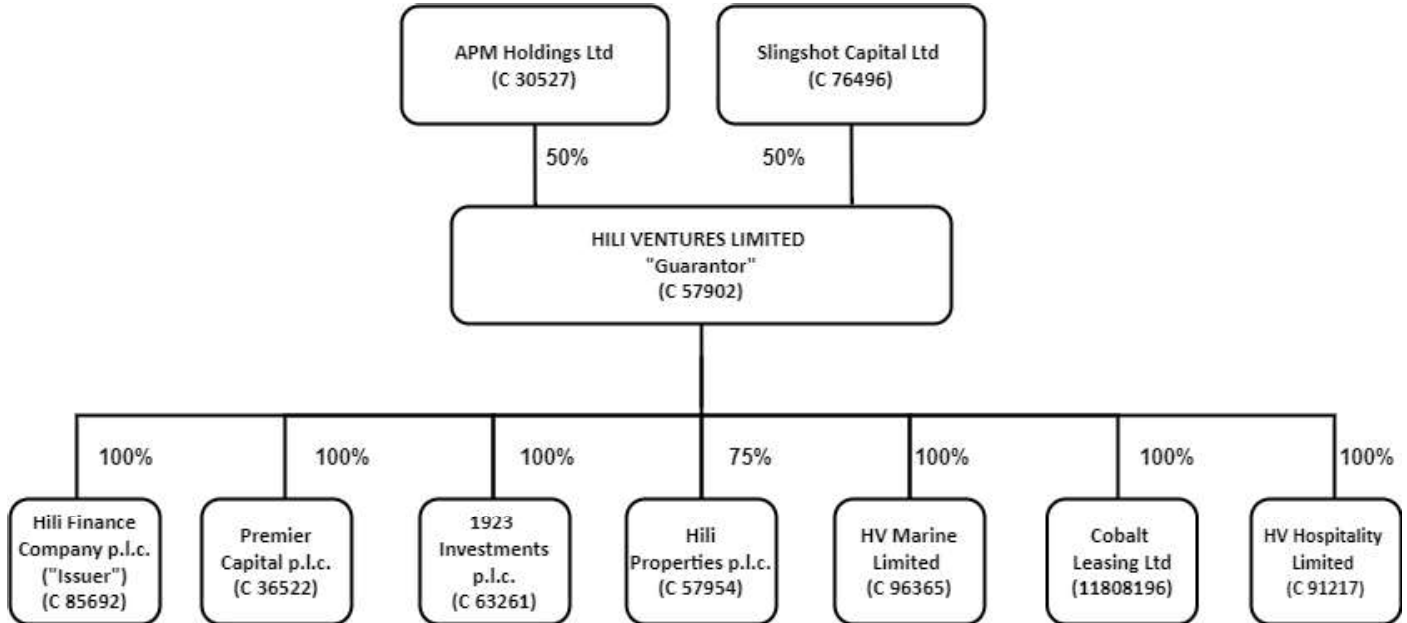 APM Holdings Ltd
(C 30527)
Slingshot Capital Ltd
(C 76496)
50%
50%
HILI VENTURES LIMITED
"Guarantor"
(C 57902)
100%
100%
100%
75%
100%
100%
100%
Hili Finance
Company p.l.c.
("Issuer")
(C 85692)
Premier
Capital p.l.c.
(C 36522)
1923
Investments
p.l.c.
(C 63261)
Hili
Properties p.l.c.
(C 57954)
HV Marine
Limited
(C 96365)
Cobalt
Leasing Ltd
(11808196)
HV Hospitality
Limited
(C 91217)